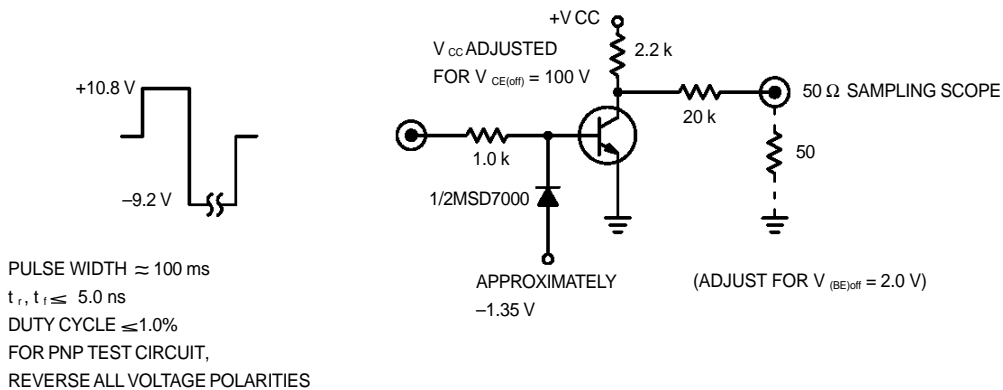 +V CC
V CC ADJUSTED
FOR V CE(off) = 100 V
2.2 k
+10.8 V
50 Ω SAMPLING SCOPE
20 k
1.0 k
50
–9.2 V
1/2MSD7000
PULSE WIDTH ≈ 100 ms
t r, t f ≤ 5.0 ns
DUTY CYCLE ≤1.0%
FOR PNP TEST CIRCUIT,
REVERSE ALL VOLTAGE POLARITIES
APPROXIMATELY
–1.35 V
(ADJUST FOR V (BE)off = 2.0 V)